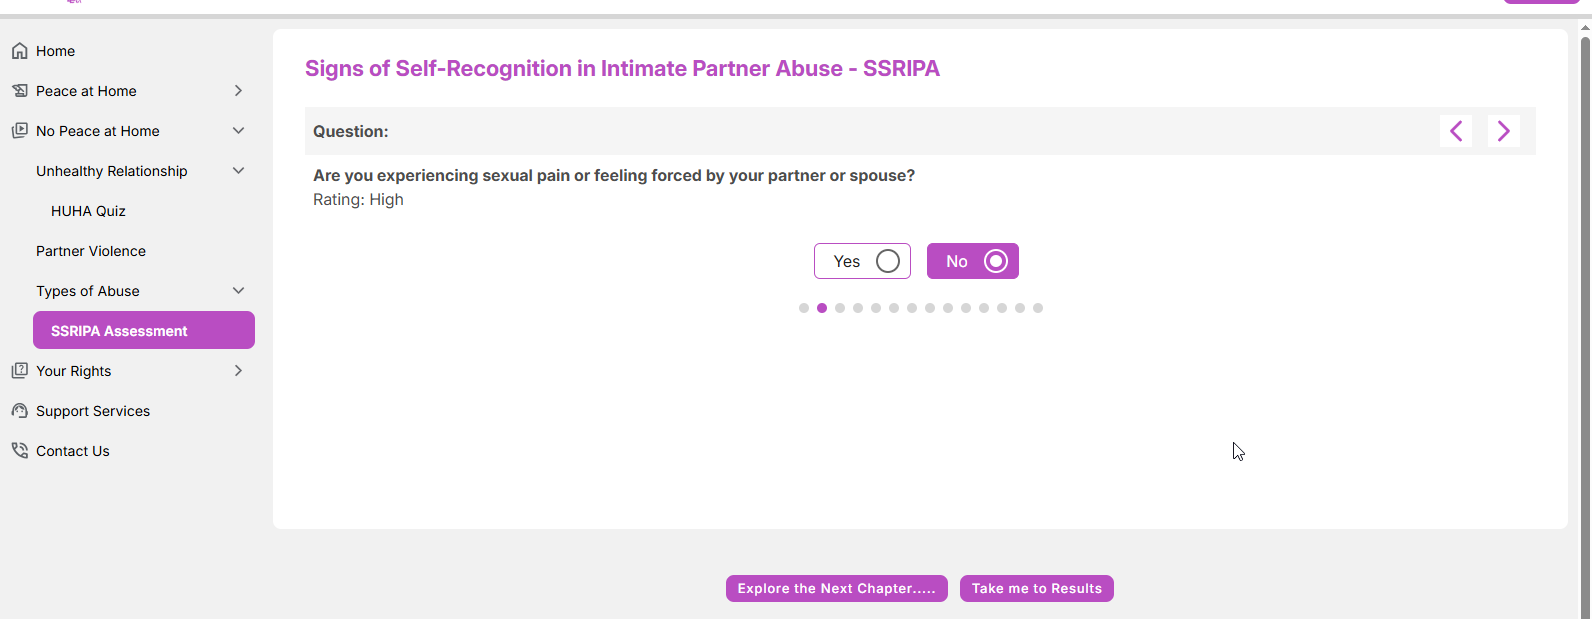 Home
Peace at Home
No Peace at Home
Unhealthy Relationship
HUHA Quiz
Partner Violence
Types of Abuse
SSRIPA Assessment
Your Rights
Support Services
Contact Us
Signs of Self-Recognition in Intimate Partner Abuse - SSRIPA
Question:
Are you experiencing sexual pain or feeling forced by your partner or spouse?
Rating: High
Yes
No
Explore the Next Chapter.....
Take me to Results